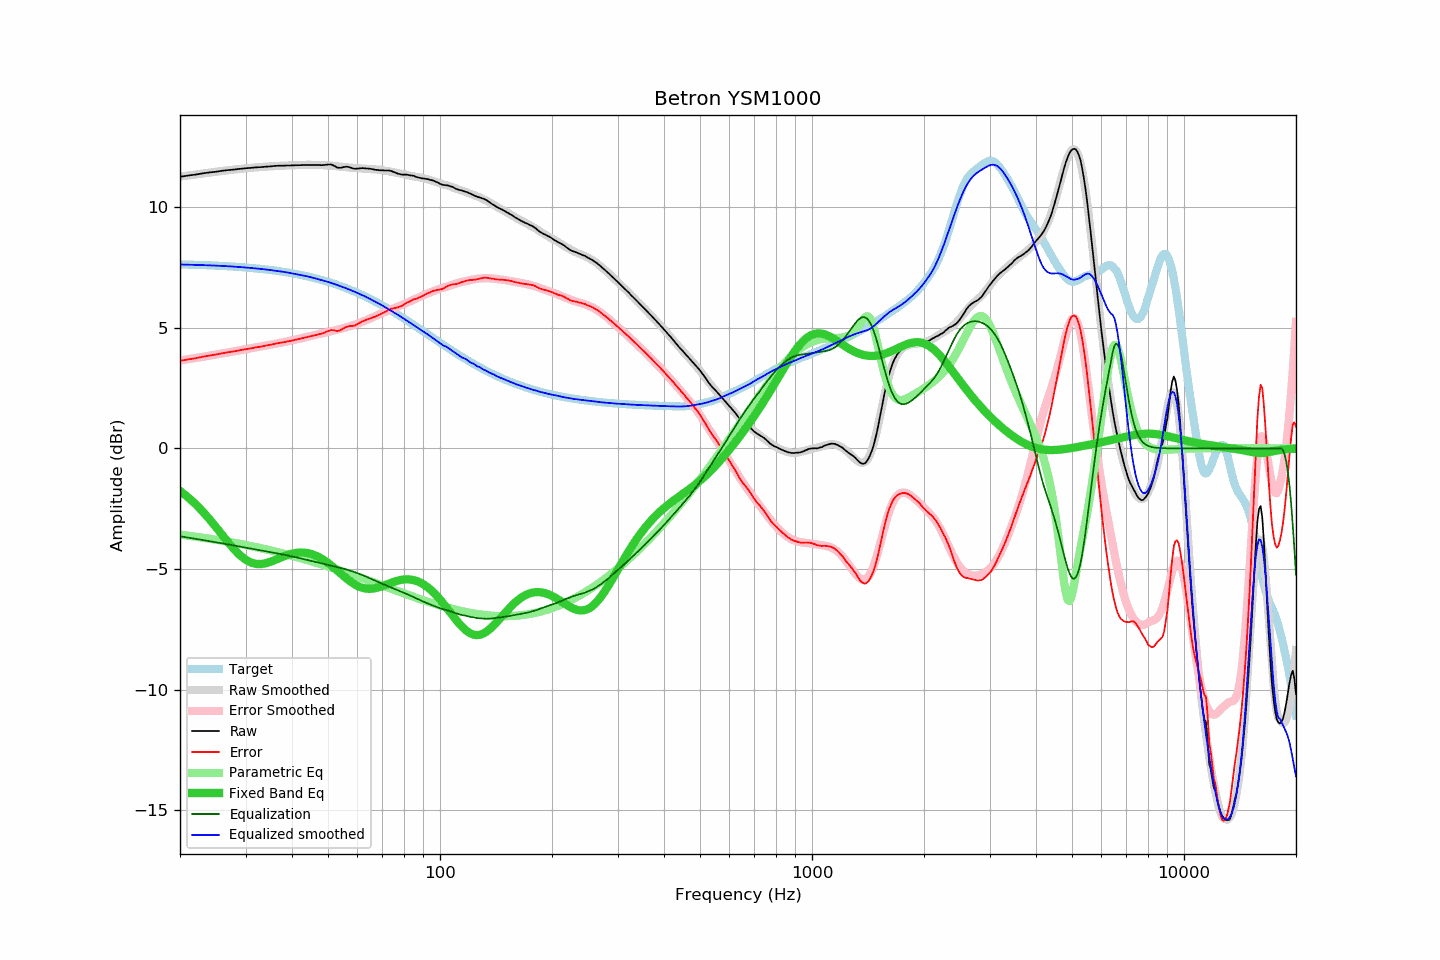 Betron YSM1000
Amplitude (dBr)
10
5
0
−5
−10
−15
Target
Raw Smoothed
Error Smoothed
Raw
Error
Parametric Eq
Fixed Band Eq
Equalization
Equalized smoothed
100
1000
10000
Frequency (Hz)